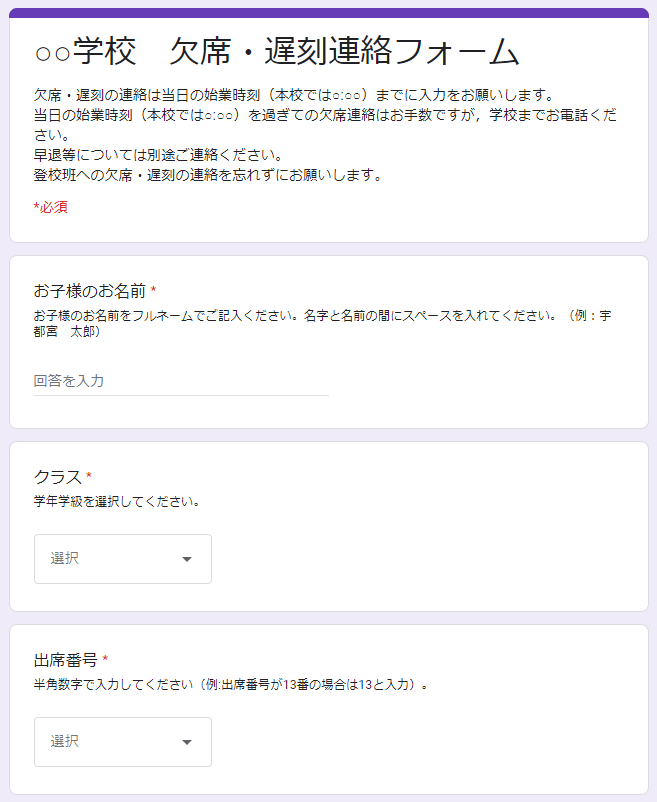 ○○学校　欠席・遅刻連絡フォーム
欠席・遅刻の連絡は当日の始業時刻（本校では○:○○）までに入力をお願いします。
当日の始業時刻（本校では○:○○）を過ぎての欠席連絡はお手数ですが，学校までお電話くだ
さい。
早退等については別途ご連絡ください。
登校班への欠席・遅刻の連絡を忘れずにお願いします。
*必須
お子様のお名前 *
お子様のお名前をフルネームでご記入ください。名字と名前の間にスペースを入れてください。（例：宇
都宮　太郎）
回答を入力
クラス *
学年学級を選択してください。
選択
出席番号 *
半角数字で入力してください（例:出席番号が13番の場合は13と入力）。
選択